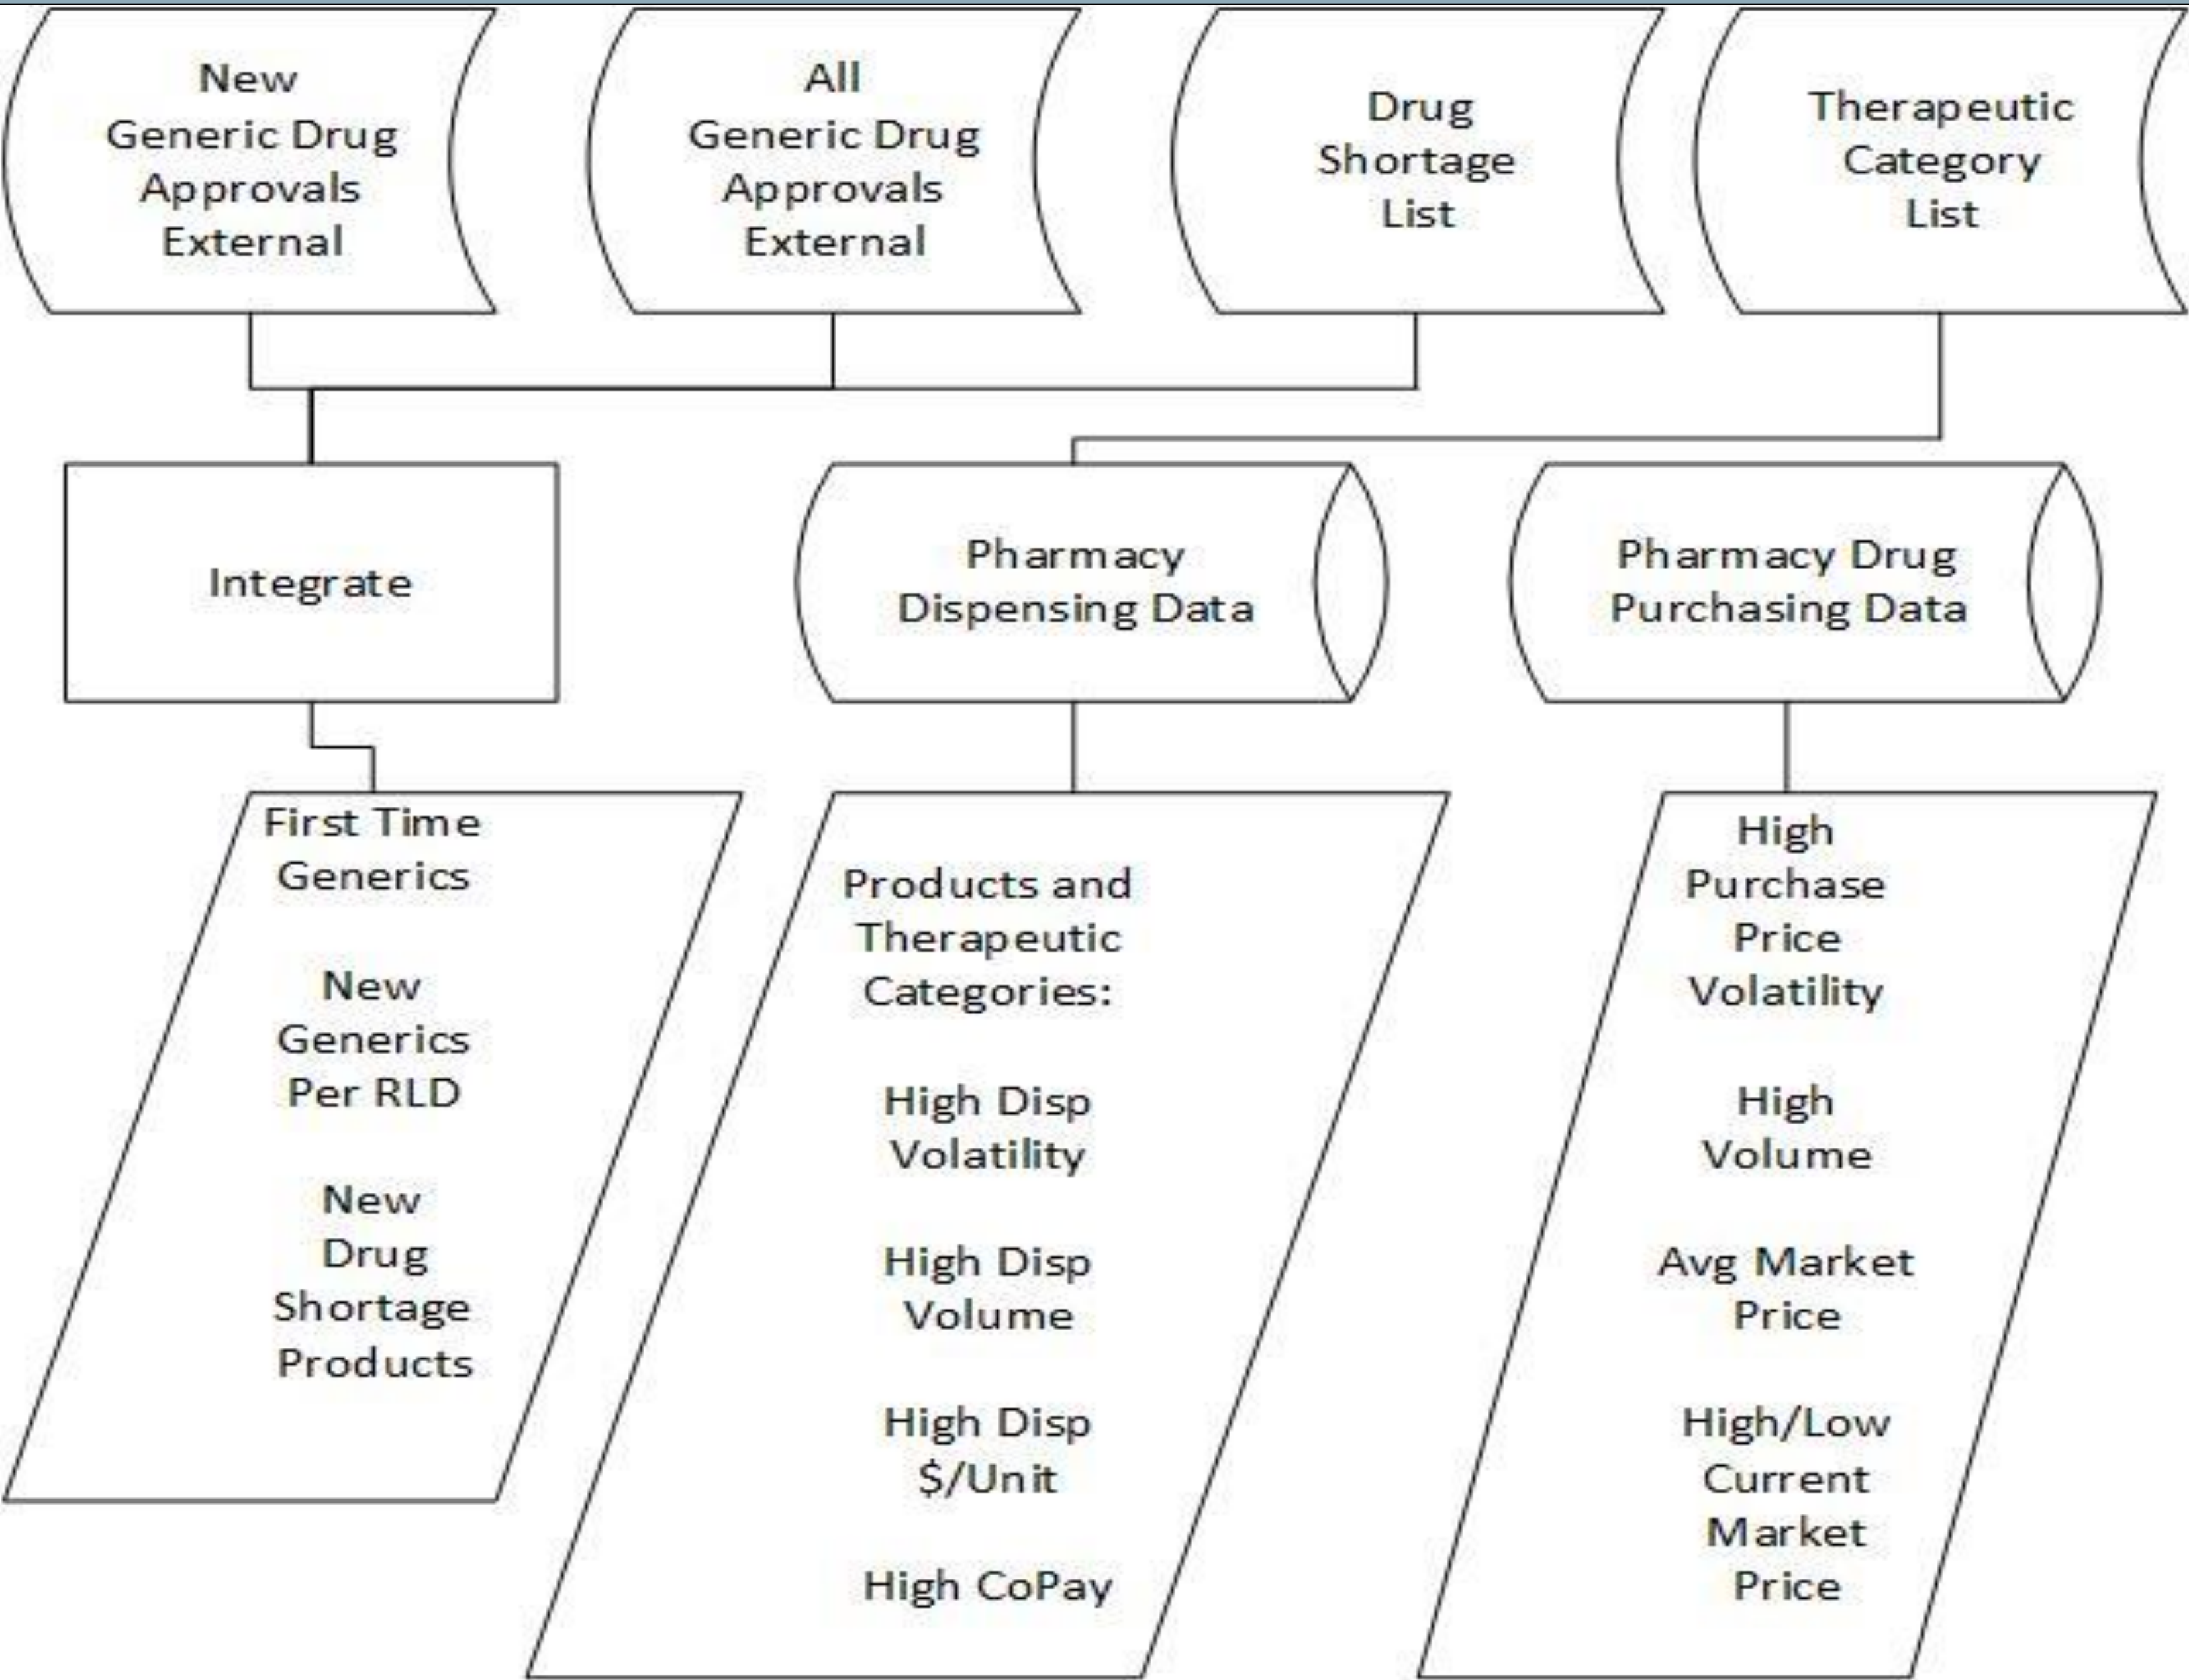 New
Generic Drug
Approvals
External
All
Generic Drug
Approvals
External
Drug
Shortage
List
Therapeutic
Category
List
Integrate
Pharmacy
Dispensing Data
Pharmacy Drug
Purchasing Data
First Time
Generics
New
Generics
Per RLD
New
Drug
Shortage
Products
Products and
Therapeutic
Categories:
High Disp
Volatility
High Disp
Volume
High Disp
$/Unit
High CoPay
High
Purchase
Price
Volatility
High
Volume
Avg Market
Price
High/Low
Current
Market
Price